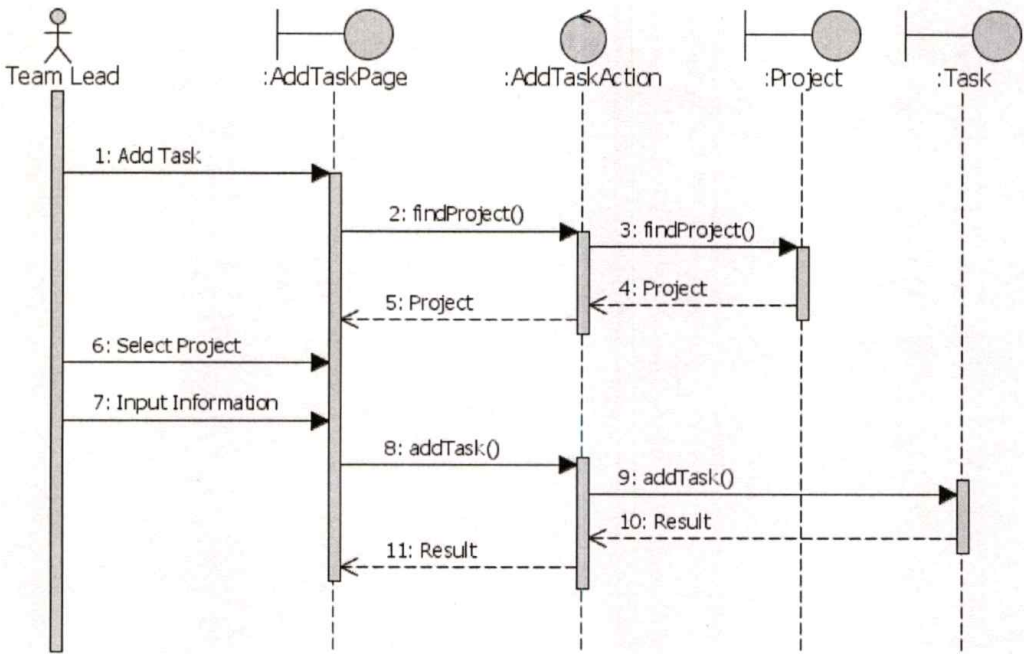 Team Lead
:AddTaskPage
:AddTaskAction
:Project
:Task
1: Add Task
2: findProject()
3: findProject()
4: Project
5: Project
6: Select Project
7: Input Information
8: addTask()
9: addTask()
10: Result
11: Result